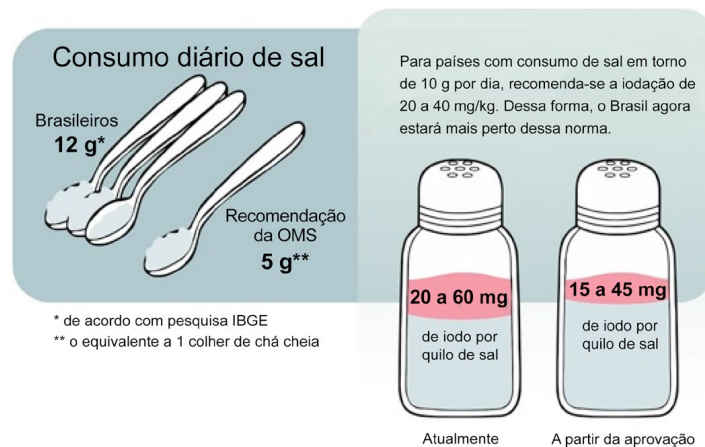 Consumo diário de sal
Brasileiros
12 g*
Recomendação
da OMS
5 g**
* de acordo com pesquisa IBGE
** o equivalente a 1 colher de chá cheia
Para países com consumo de sal em torno
de 10 g por dia, recomenda-se a iodação de
20 a 40 mg/kg. Dessa forma, o Brasil agora
estará mais perto dessa norma.
20 a 60 mg
de iodo por
quilo de sal
Atualmente
15 a 45 mg
de iodo por
quilo de sal
A partir da aprovação